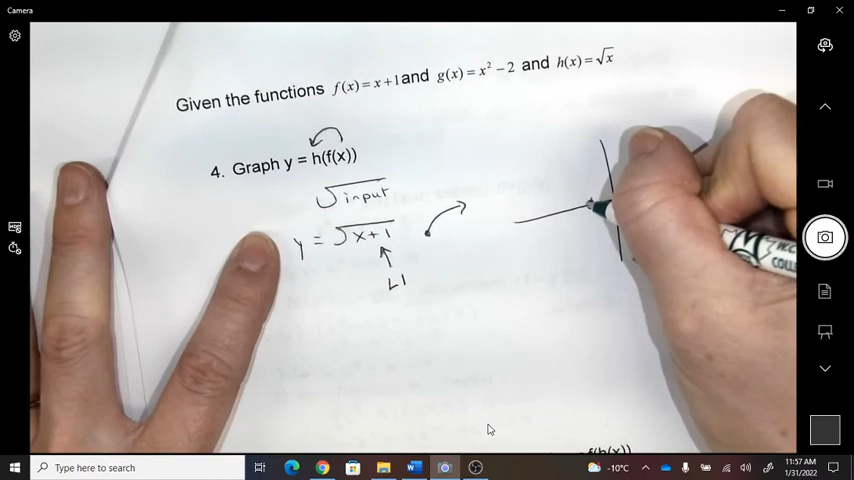 Camera
Given the functions f(x) = x+1 and g(x) = x² − 2 and h(x) = √x
4. Graph y = h(f(x))
√input
y = √x+1
L1
f(h(x))
COLL
Type here to search
-10°C
11:57 AM
1/31/2022